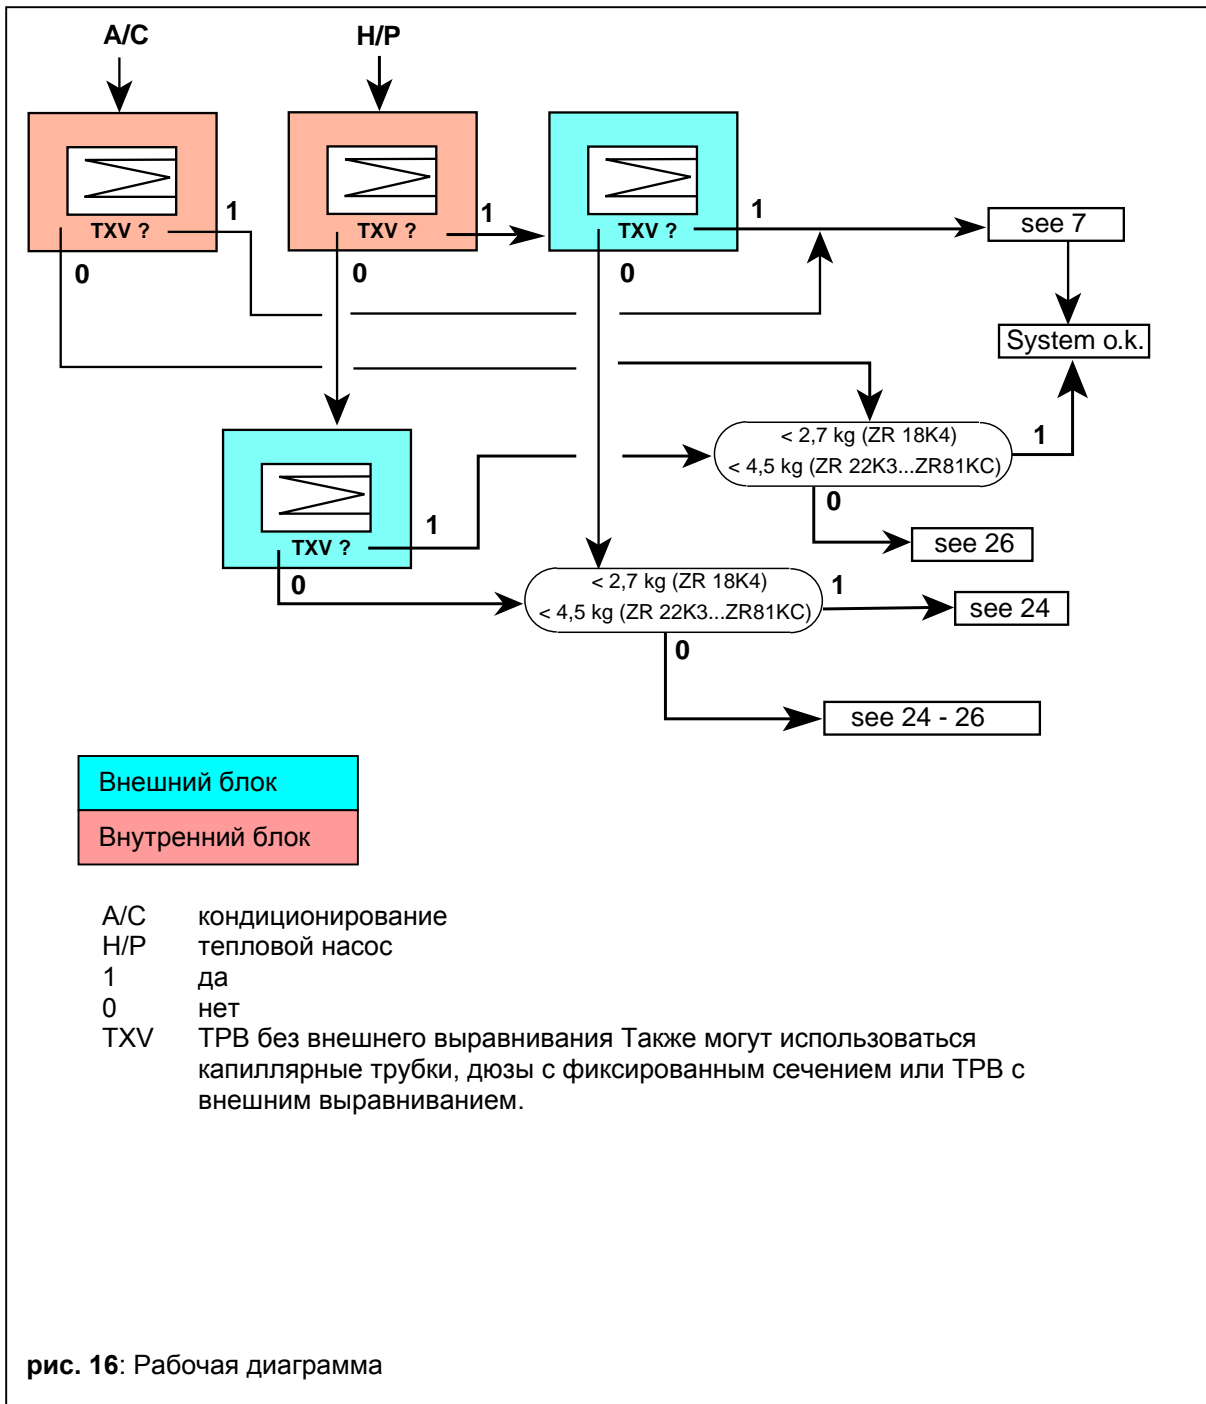 A/C
H/P
TXV ?
1
0
TXV ?
1
0
TXV ?
1
0
see 7
System o.k.
< 2,7 kg (ZR 18K4)
< 4,5 kg (ZR 22K3...ZR81KC)
1
0
see 26
TXV ?
1
0
< 2,7 kg (ZR 18K4)
< 4,5 kg (ZR 22K3...ZR81KC)
1
0
see 24
see 24 - 26
Внешний блок
Внутренний блок
A/C кондиционирование
H/P тепловой насос
1 да
0 нет
TXV ТРВ без внешнего выравнивания Также могут использоваться
капиллярные трубки, дюзы с фиксированным сечением или ТРВ с
внешним выравниванием.
рис. 16: Рабочая диаграмма